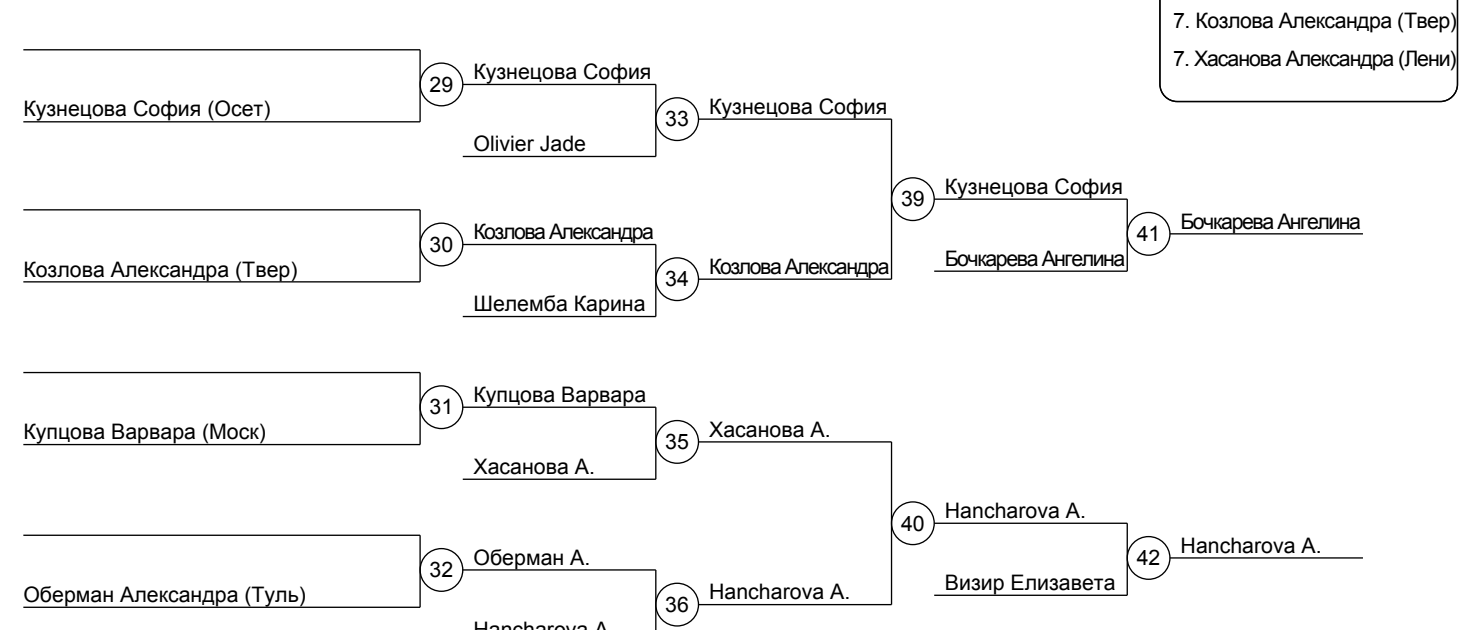 7. Козлова Александра (Твер)
7. Хасанова Александра (Лени)
Кузнецова София (Осет)
29
Кузнецова София
Olivier Jade
33
Кузнецова София
Козлова Александра (Твер)
30
Козлова Александра
Шелемба Карина
34
Козлова Александра
39
Кузнецова София
Бочкарева Ангелина
41
Бочкарева Ангелина
Купцова Варвара (Моск)
31
Купцова Варвара
Хасанова А.
35
Хасанова А.
Оберман Александра (Туль)
32
Оберман А.
Hancharova A.
36
Hancharova A.
40
Hancharova A.
Визир Елизавета
42
Hancharova A.